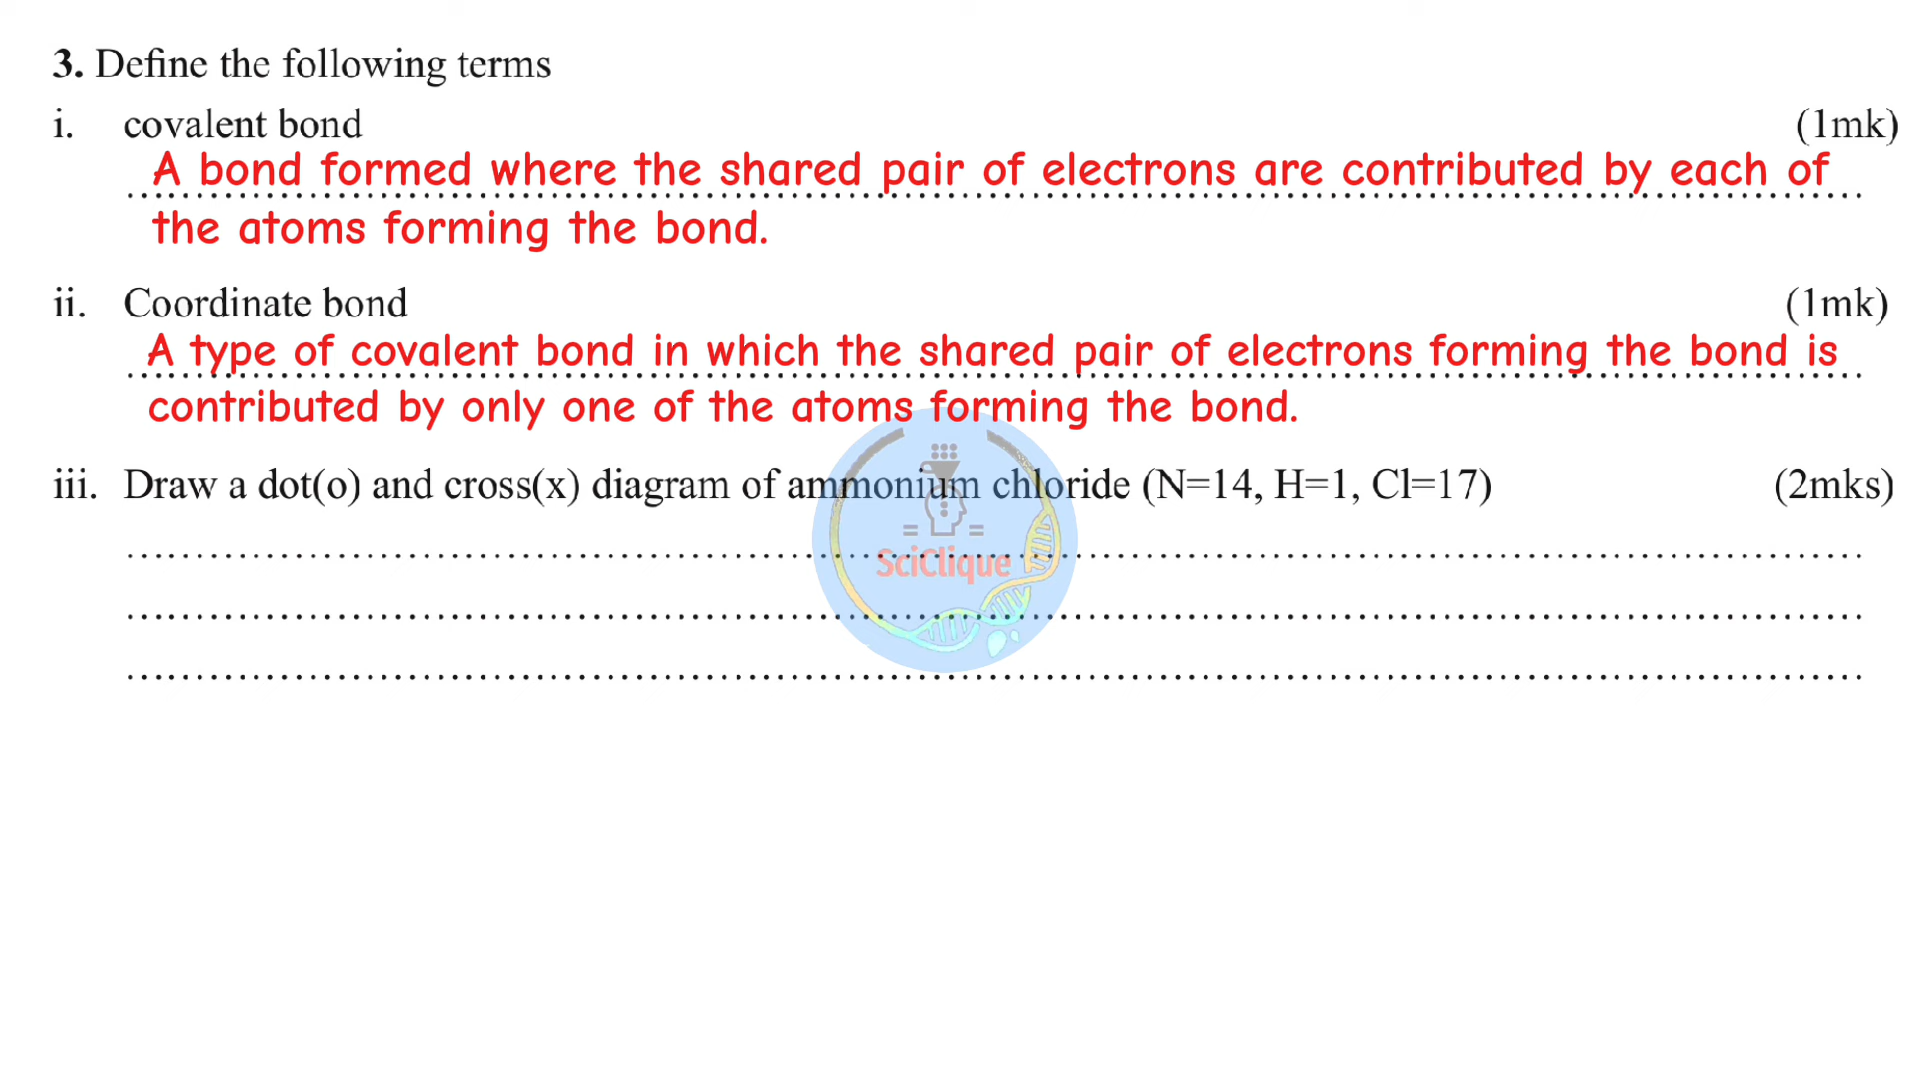 3. Define the following terms
i. covalent bond (1mk)
A bond formed where the shared pair of electrons are contributed by each of
the atoms forming the bond.
ii. Coordinate bond (1mk)
A type of covalent bond in which the shared pair of electrons forming the bond is
contributed by only one of the atoms forming the bond.
iii. Draw a dot(o) and cross(x) diagram of ammonium chloride (N=14, H=1, Cl=17) (2mks)
SciClique